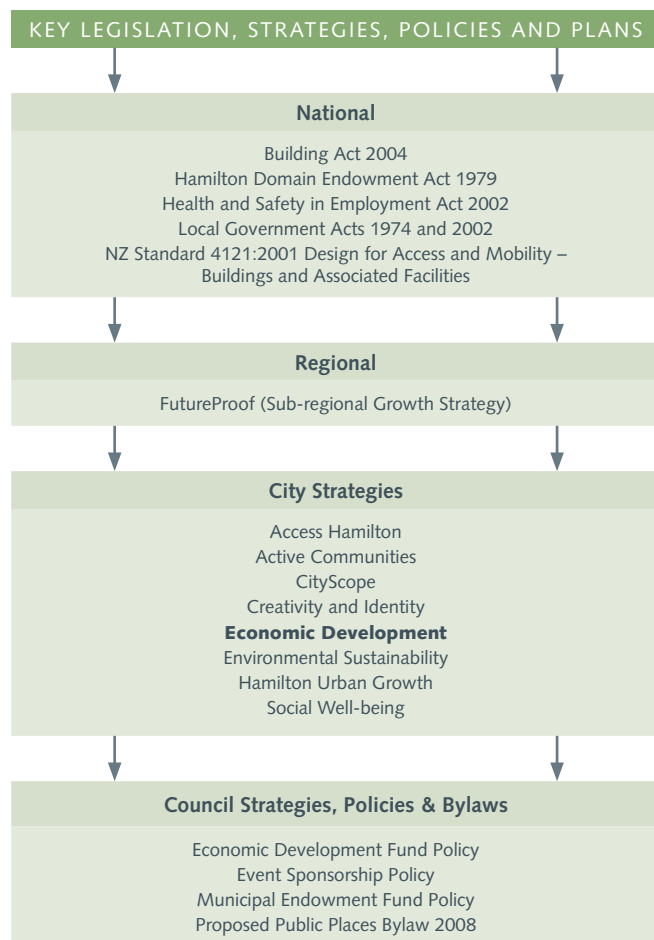 KEY LEGISLATION, STRATEGIES, POLICIES AND PLANS
National
Building Act 2004
Hamilton Domain Endowment Act 1979
Health and Safety in Employment Act 2002
Local Government Acts 1974 and 2002
NZ Standard 4121:2001 Design for Access and Mobility –
Buildings and Associated Facilities
Regional
FutureProof (Sub-regional Growth Strategy)
City Strategies
Access Hamilton
Active Communities
CityScope
Creativity and Identity
Economic Development
Environmental Sustainability
Hamilton Urban Growth
Social Well-being
Council Strategies, Policies & Bylaws
Economic Development Fund Policy
Event Sponsorship Policy
Municipal Endowment Fund Policy
Proposed Public Places Bylaw 2008